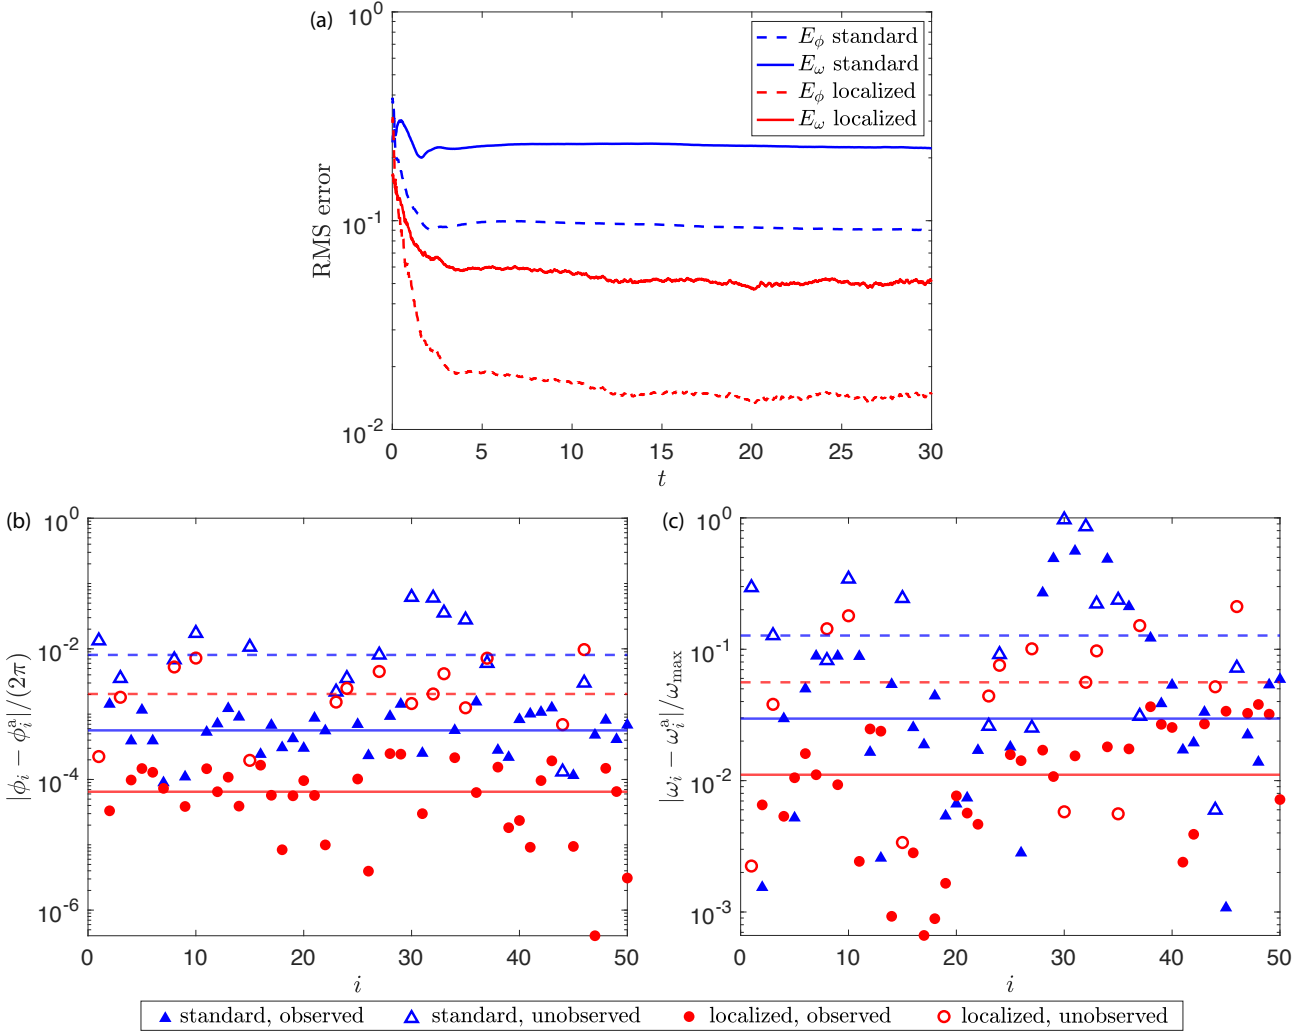 (a)
10^0
10^{-1}
10^{-2}
RMS error
E_ϕ standard
E_ω standard
E_ϕ localized
E_ω localized
0 5 10 15 20 25 30
t
(b)
10^0
10^{-2}
10^{-4}
10^{-6}
|ϕ_i − ϕ_i^a|/(2π)
0 10 20 30 40 50
i
(c)
10^0
10^{-1}
10^{-2}
10^{-3}
|ω_i − ω_i^a|/ω_max
0 10 20 30 40 50
i
standard, observed standard, unobserved localized, observed localized, unobserved